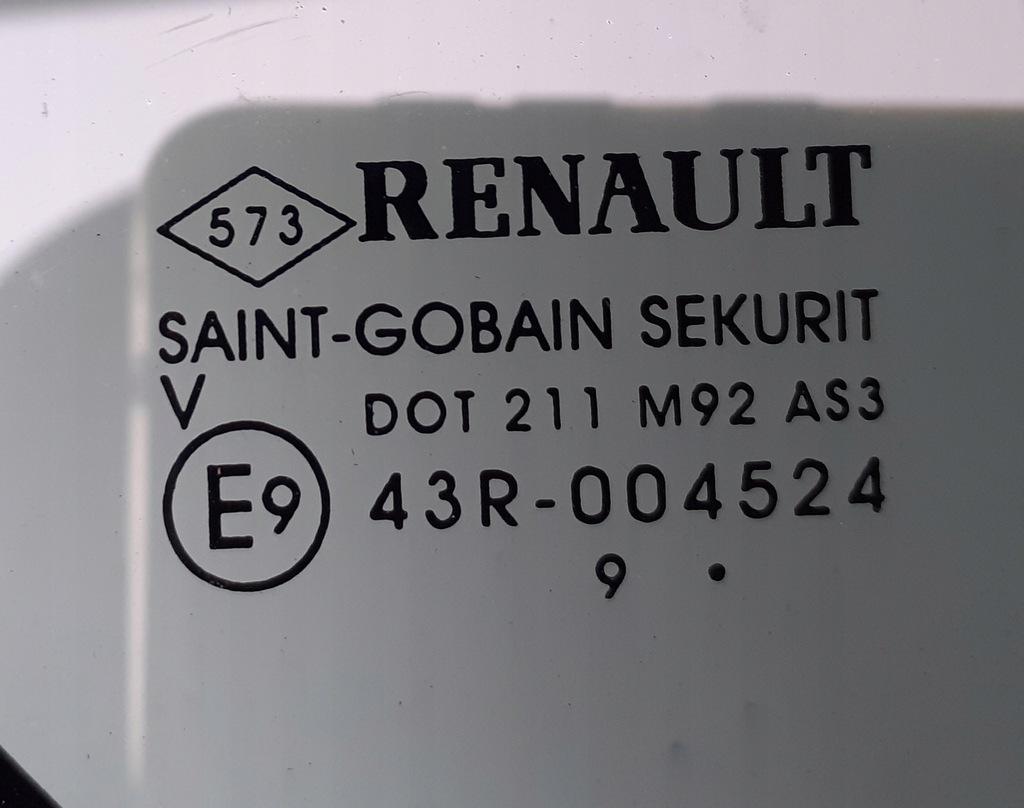 573 RENAULT
SAINT-GOBAIN SEKURIT
V DOT 211 M92 AS3
E9 43R-004524
9 .